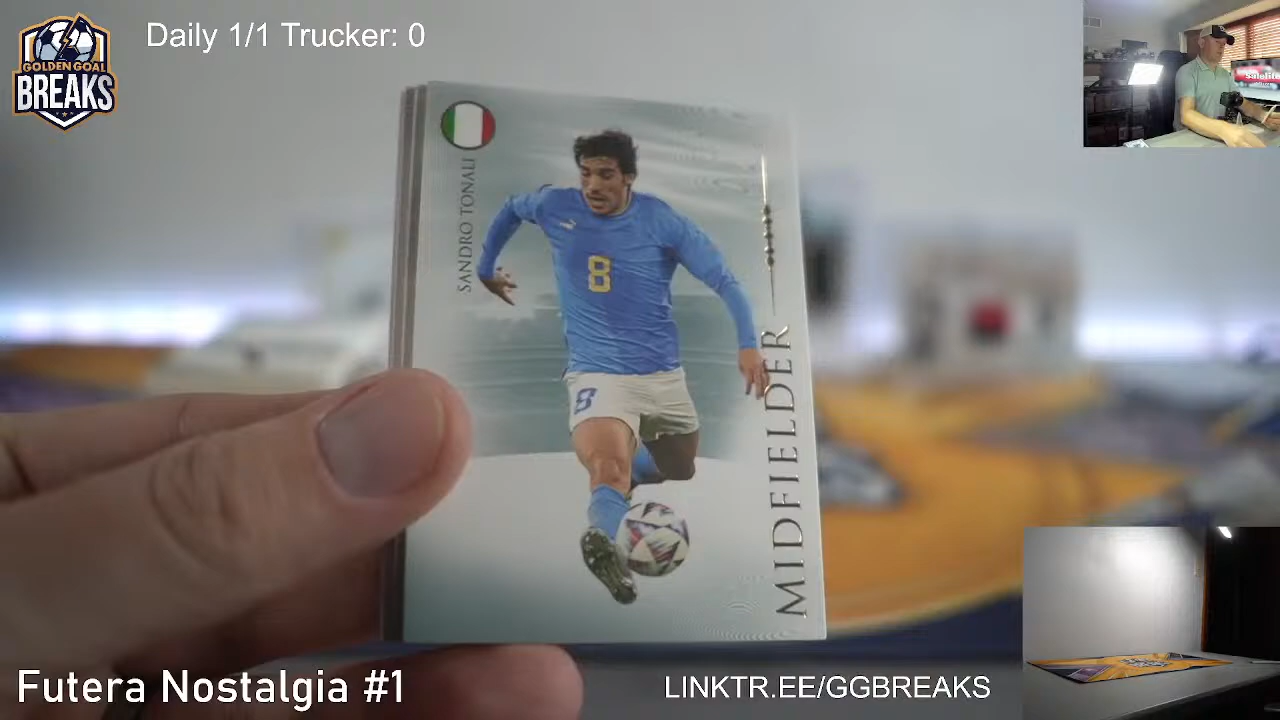 Daily 1/1 Trucker: 0
GOLDEN GOAL
BREAKS
SANDRO TONALI
8
8
MIDFIELDER
Futera Nostalgia #1
LINKTR.EE/GGBREAKS